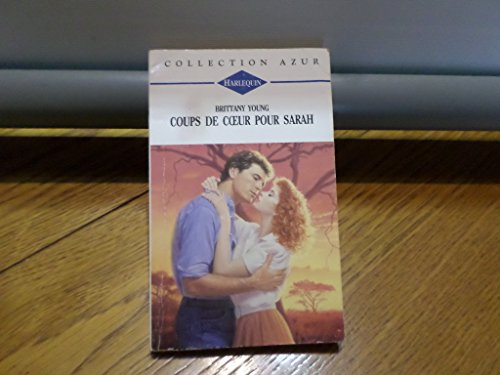 COLLECTION AZUR
HARLEQUIN
BRITTANY YOUNG
COUPS DE CŒUR POUR SARAH